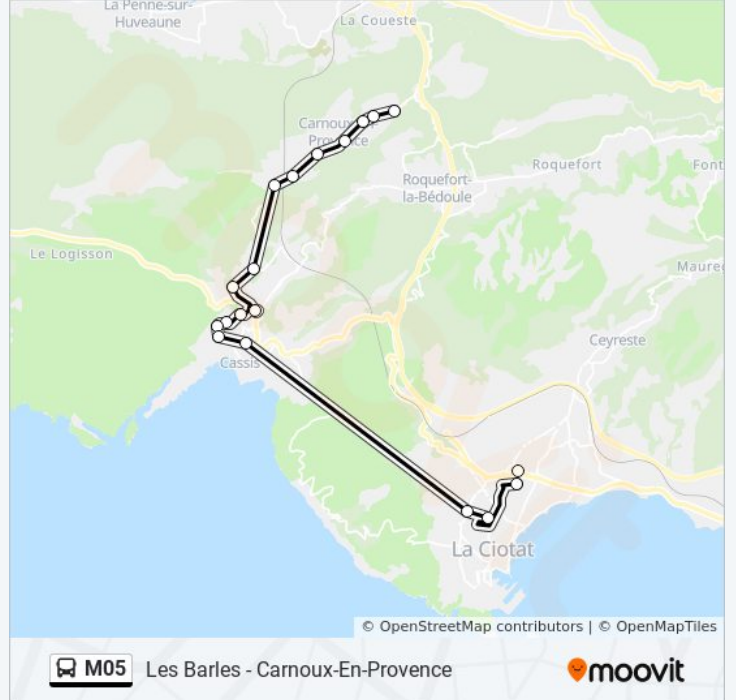 La Penne-sur-
Huveaune
La Coueste
Carnoux-en-
Provence
Roquefort
Font
Roquefort-
la-Bédoule
Le Logisson
Maureo
Ceyreste
Cassis
La Ciotat
© OpenStreetMap contributors | © OpenMapTiles
M05 Les Barles - Carnoux-En-Provence
moovit